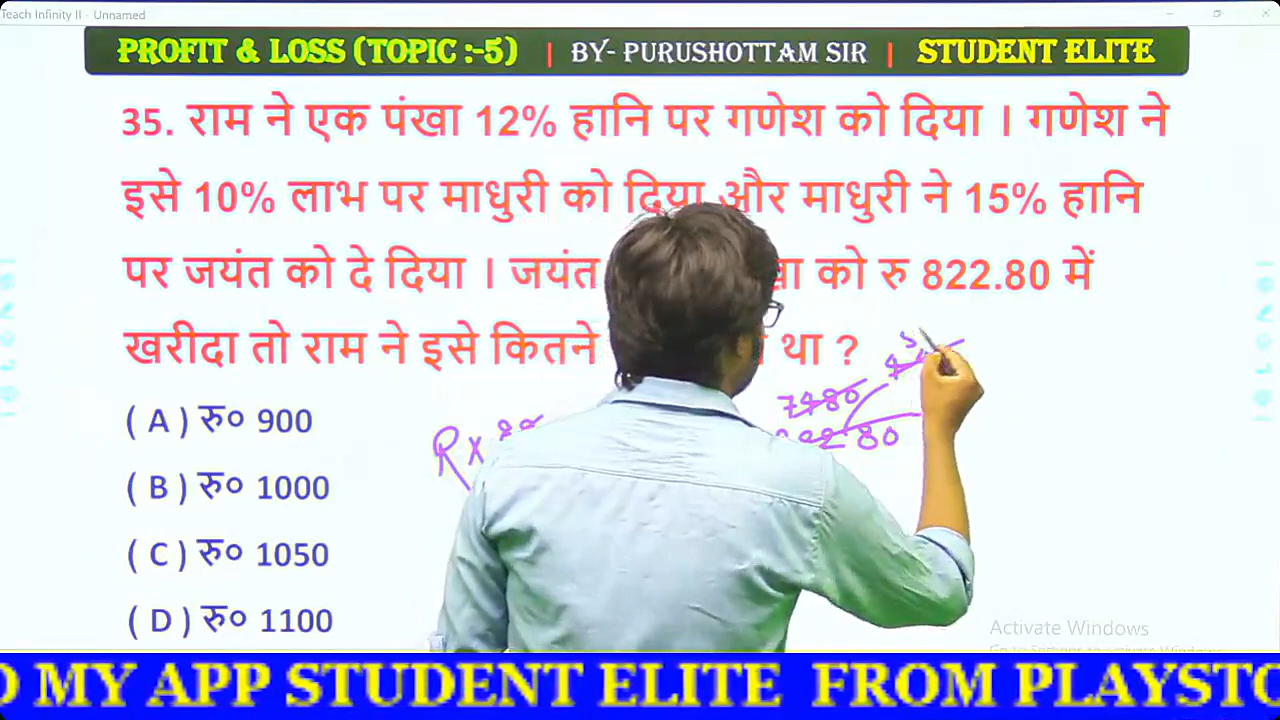 Teach Infinity II - Unnamed
PROFIT & LOSS (TOPIC :-5) | BY- PURUSHOTTAM SIR | STUDENT ELITE
35. राम ने एक पंखा 12% हानि पर गणेश को दिया । गणेश ने
इसे 10% लाभ पर माधुरी को दिया और माधुरी ने 15% हानि
पर जयंत को दे दिया । जयंत को रु 822.80 में
खरीदा तो राम ने इसे कितने था ?
( A ) रु० 900
( B ) रु० 1000
( C ) रु० 1050
( D ) रु० 1100
R x
7480
80
Activate Windows
MY APP STUDENT ELITE FROM